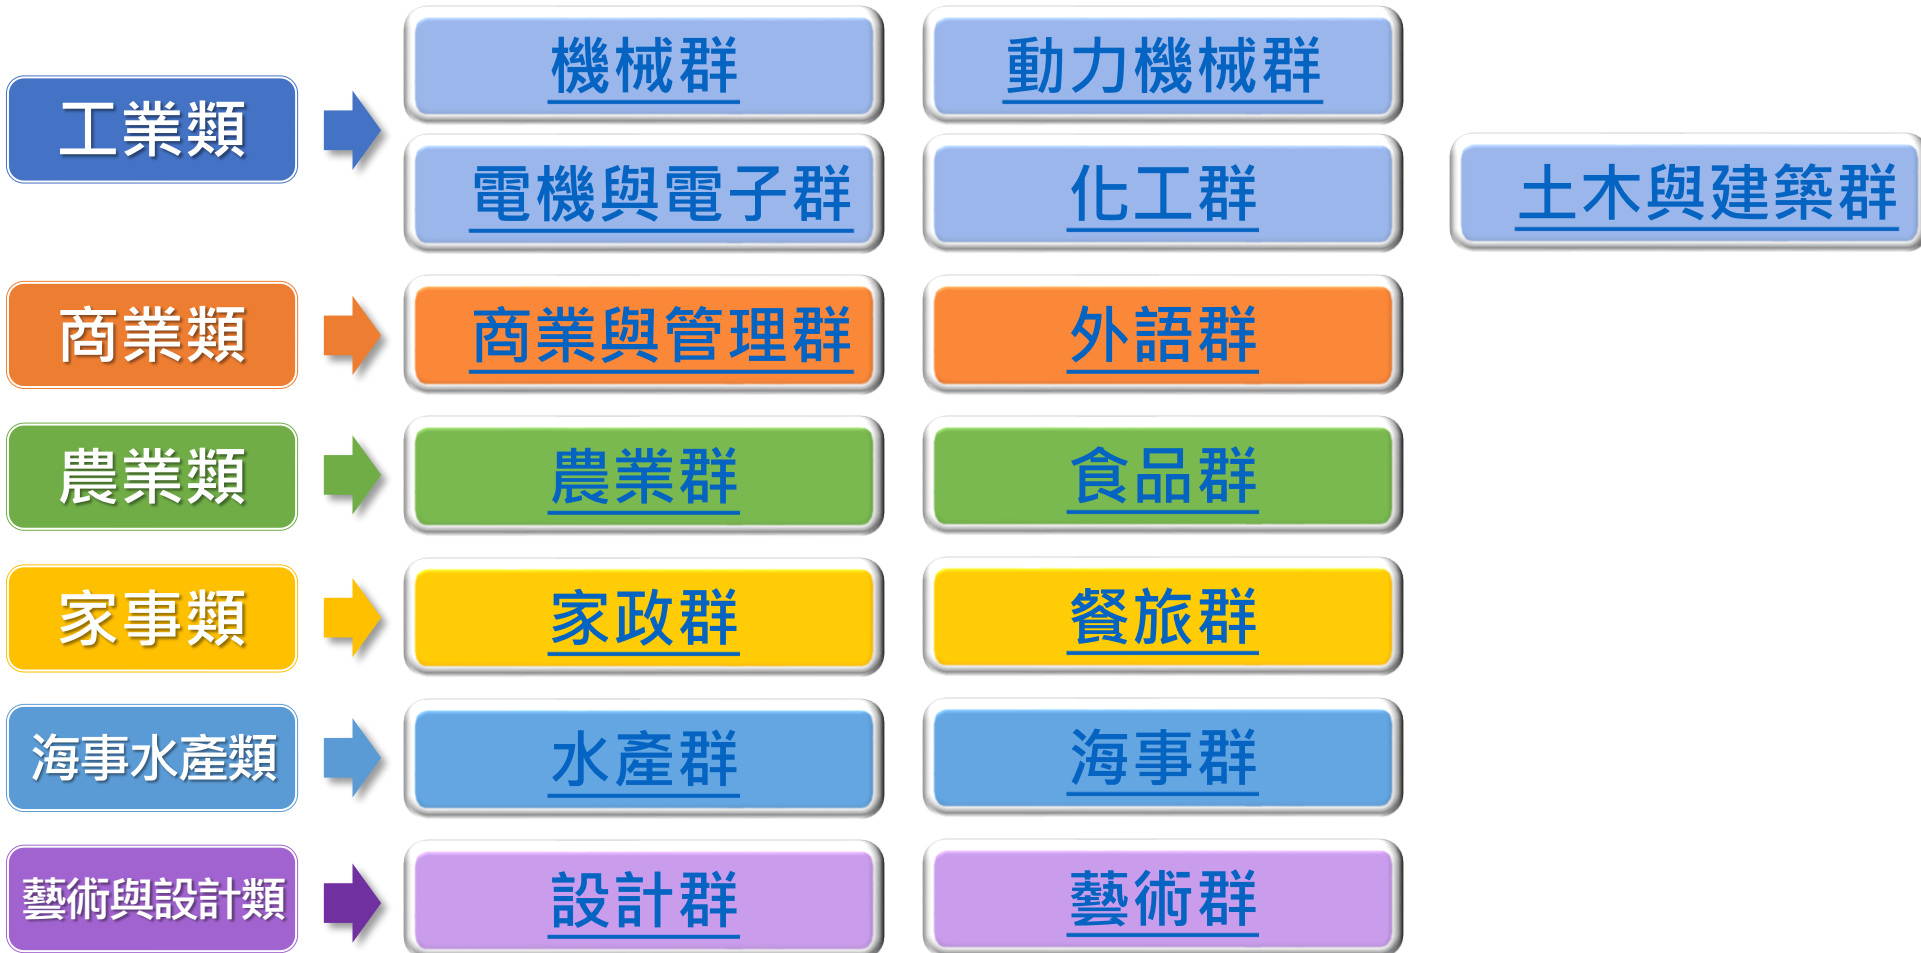 工業類
機械群
動力機械群
電機與電子群
化工群
土木與建築群
商業類
商業與管理群
外語群
農業類
農業群
食品群
家事類
家政群
餐旅群
海事水產類
水產群
海事群
藝術與設計類
設計群
藝術群